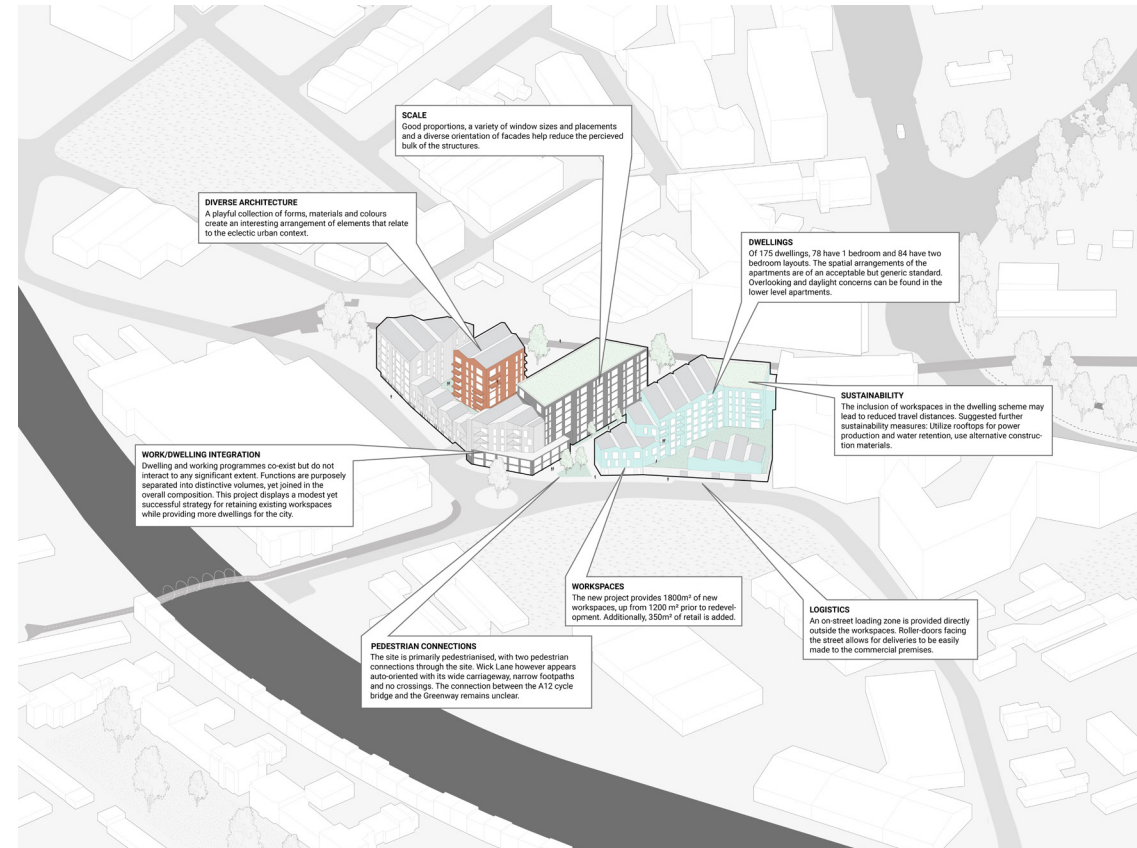 SCALE
Good proportions, a variety of window sizes and placements
and a diverse orientation of facades help reduce the percieved
bulk of the structures.
DIVERSE ARCHITECTURE
A playful collection of forms, materials and colours
create an interesting arrangement of elements that relate
to the eclectic urban context.
DWELLINGS
Of 175 dwellings, 78 have 1 bedroom and 84 have two
bedroom layouts. The spatial arrangements of the
apartments are of an acceptable but generic standard.
Overlooking and daylight concerns can be found in the
lower level apartments.
SUSTAINABILITY
The inclusion of workspaces in the dwelling scheme may
lead to reduced travel distances. Suggested further
sustainability measures: Utilize rooftops for power
production and water retention, use alternative construc-
tion materials.
WORK/DWELLING INTEGRATION
Dwelling and working programmes co-exist but do not
interact to any significant extent. Functions are purposely
separated into distinctive volumes, yet joined in the
overall composition. This project displays a modest yet
successful strategy for retaining existing workspaces
while providing more dwellings for the city.
WORKSPACES
The new project provides 1800m² of new
workspaces, up from 1200 m² prior to redevel-
opment. Additionally, 350m² of retail is added.
LOGISTICS
An on-street loading zone is provided directly
outside the workspaces. Roller-doors facing
the street allows for deliveries to be easily
made to the commercial premises.
PEDESTRIAN CONNECTIONS
The site is primarily pedestrianised, with two pedestrian
connections through the site. Wick Lane however appears
auto-oriented with its wide carriageway, narrow footpaths
and no crossings. The connection between the A12 cycle
bridge and the Greenway remains unclear.